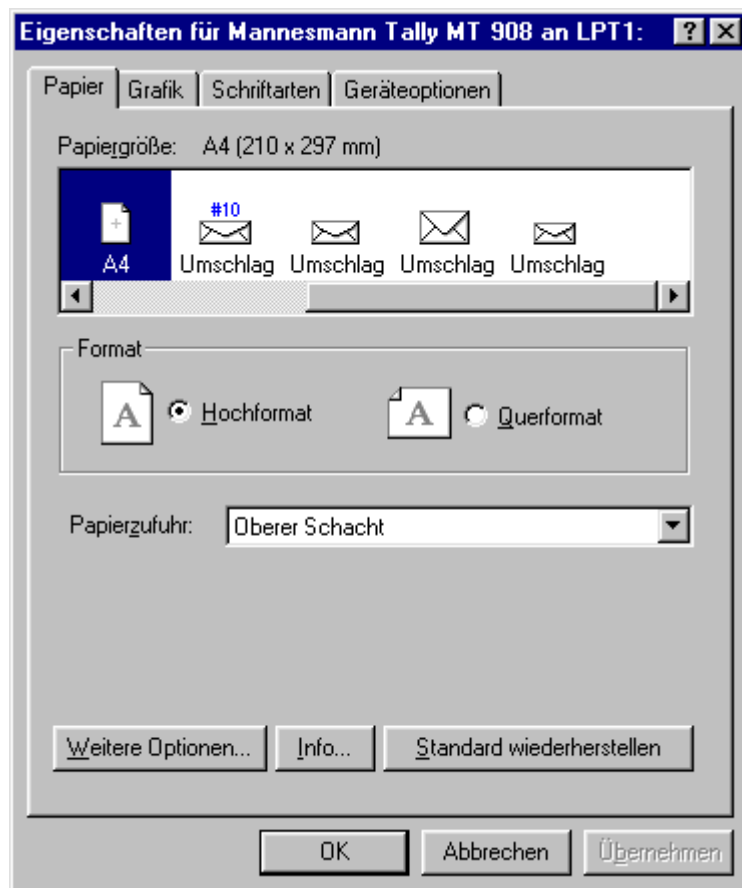 Eigenschaften für Mannesmann Tally MT 908 an LPT1:
Papier Grafik Schriftarten Geräteoptionen
Papiergröße: A4 (210 x 297 mm)
#10
A4 Umschlag Umschlag Umschlag Umschlag
Format
A Hochformat A Querformat
Papierzufuhr: Oberer Schacht
Weitere Optionen... Info... Standard wiederherstellen
OK Abbrechen Übernehmen